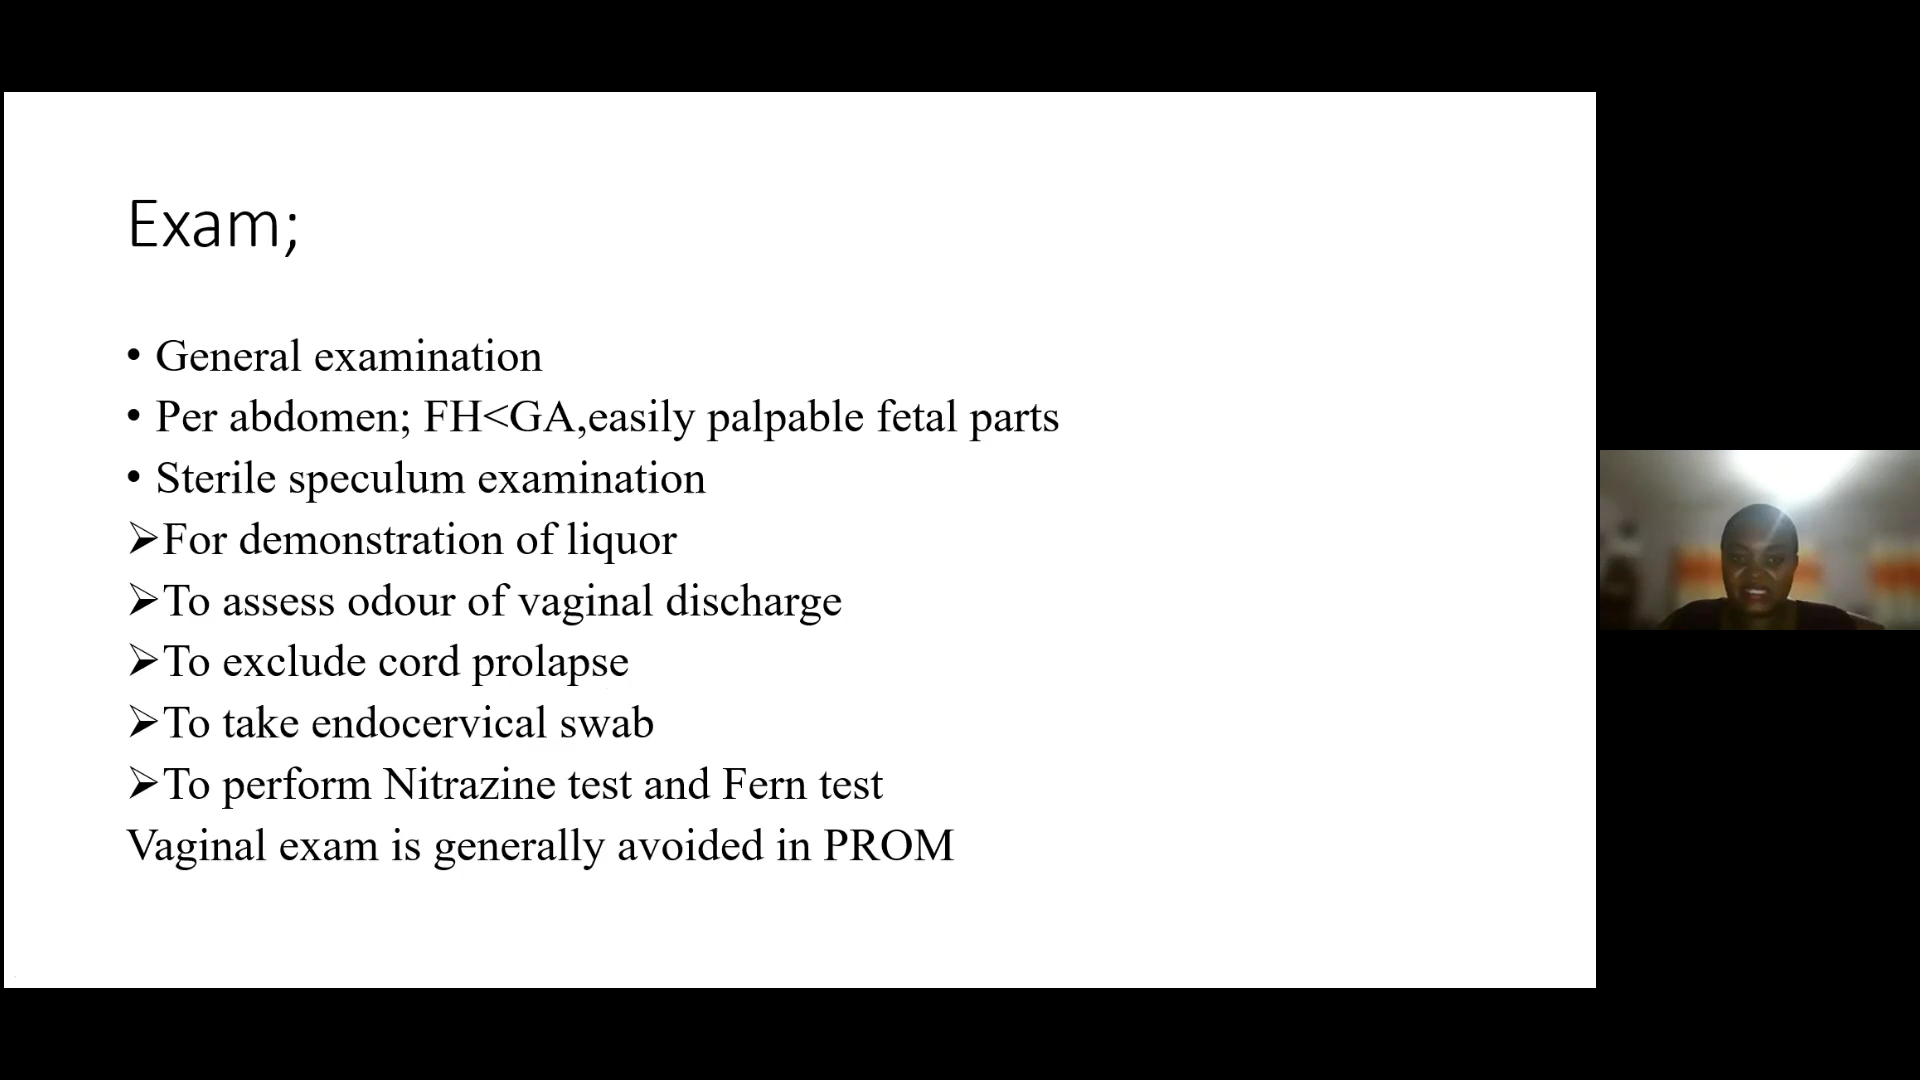 Exam;
• General examination
• Per abdomen; FH<GA,easily palpable fetal parts
• Sterile speculum examination
➢For demonstration of liquor
➢To assess odour of vaginal discharge
➢To exclude cord prolapse
➢To take endocervical swab
➢To perform Nitrazine test and Fern test
Vaginal exam is generally avoided in PROM